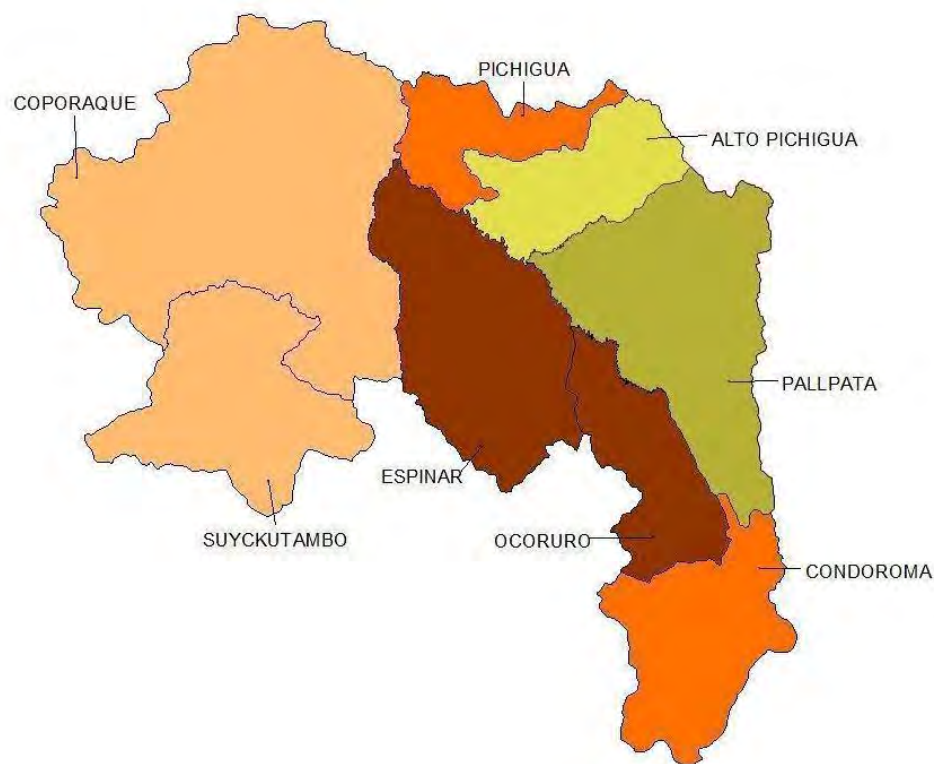 PICHIGUA
COPORAQUE
ALTO PICHIGUA
PALLPATA
ESPINAR
SUYCKUTAMBO
OCORURO
CONDOROMA